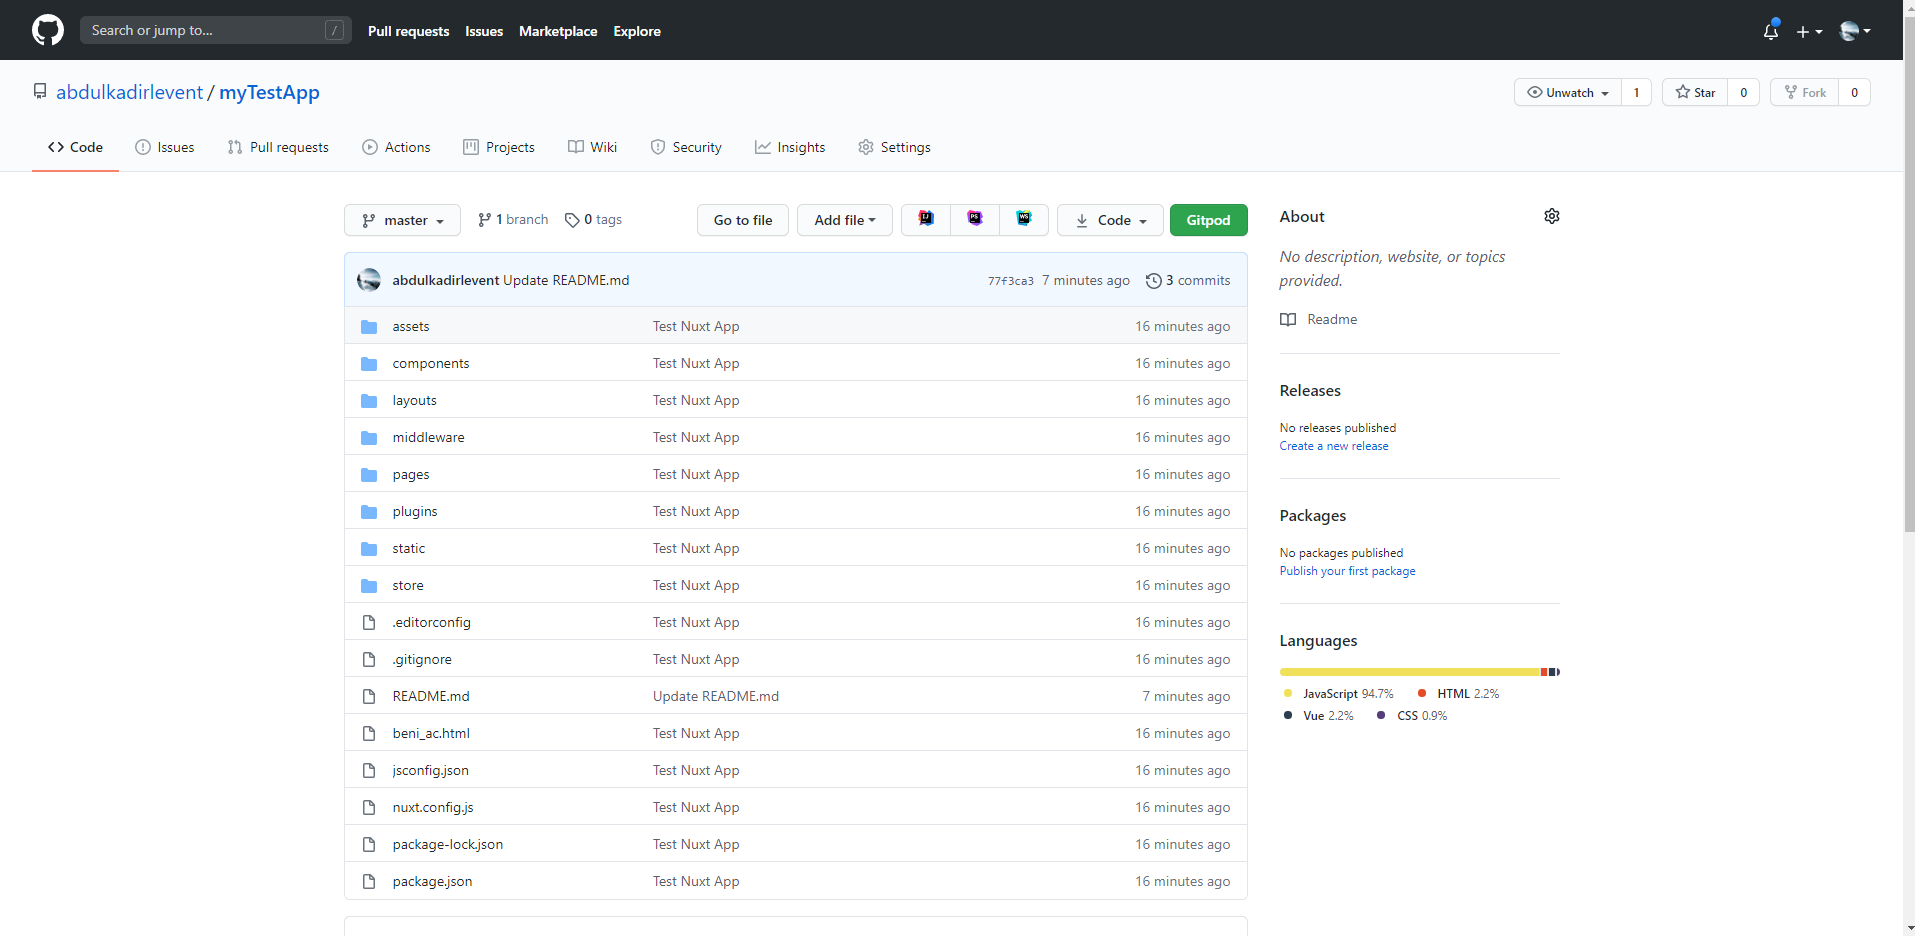 Search or jump to... /
Pull requests Issues Marketplace Explore
abdulkadirlevent / myTestApp
Unwatch 1 Star 0 Fork 0
Code Issues Pull requests Actions Projects Wiki Security Insights Settings
master 1 branch 0 tags Go to file Add file IJ PS WS Code Gitpod
abdulkadirlevent Update README.md 77f3ca3 7 minutes ago 3 commits
assets Test Nuxt App 16 minutes ago
components Test Nuxt App 16 minutes ago
layouts Test Nuxt App 16 minutes ago
middleware Test Nuxt App 16 minutes ago
pages Test Nuxt App 16 minutes ago
plugins Test Nuxt App 16 minutes ago
static Test Nuxt App 16 minutes ago
store Test Nuxt App 16 minutes ago
.editorconfig Test Nuxt App 16 minutes ago
.gitignore Test Nuxt App 16 minutes ago
README.md Update README.md 7 minutes ago
beni_ac.html Test Nuxt App 16 minutes ago
jsconfig.json Test Nuxt App 16 minutes ago
nuxt.config.js Test Nuxt App 16 minutes ago
package-lock.json Test Nuxt App 16 minutes ago
package.json Test Nuxt App 16 minutes ago
About
No description, website, or topics
provided.
Readme
Releases
No releases published
Create a new release
Packages
No packages published
Publish your first package
Languages
JavaScript 94.7% HTML 2.2%
Vue 2.2% CSS 0.9%